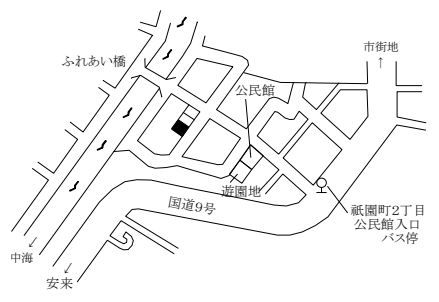 市街地
↑
ふれあい橋
公民館
遊園地
国道9号
祇園町2丁目
公民館入口
バス停
↓
中海
↓
安来